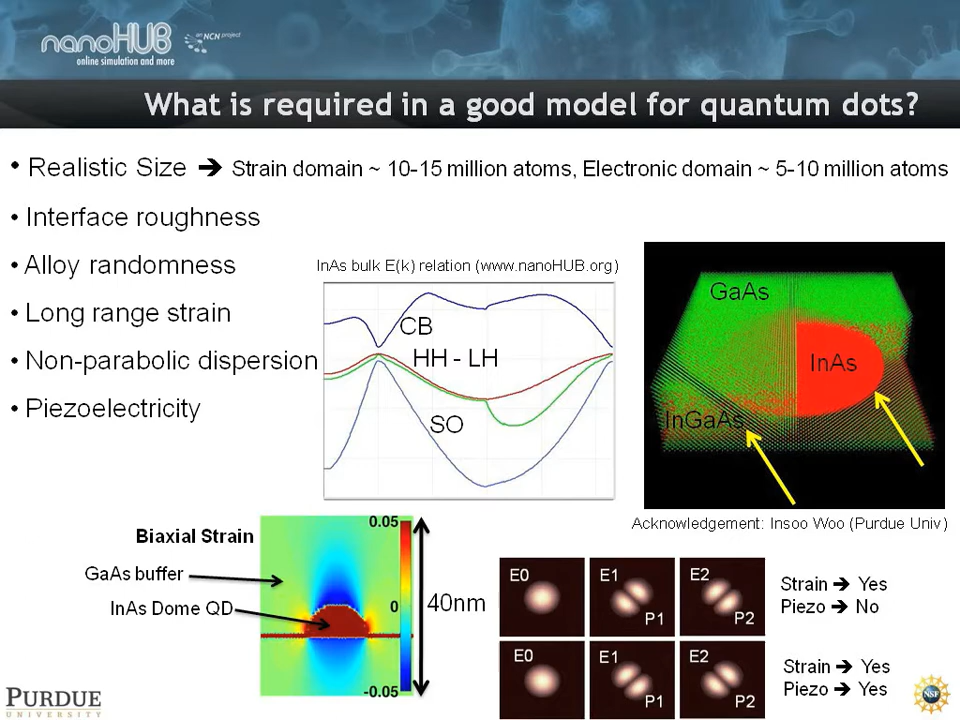 nanoHUB
an NCN project
online simulation and more
What is required in a good model for quantum dots?
• Realistic Size ➔ Strain domain ~ 10-15 million atoms, Electronic domain ~ 5-10 million atoms
• Interface roughness
• Alloy randomness
• Long range strain
• Non-parabolic dispersion
• Piezoelectricity
InAs bulk E(k) relation (www.nanoHUB.org)
CB
HH - LH
SO
GaAs
InAs
InGaAs
Acknowledgement: Insoo Woo (Purdue Univ)
Biaxial Strain
GaAs buffer
InAs Dome QD
0.05
0
-0.05
40nm
E0
E1
P1
E2
P2
Strain ➔ Yes
Piezo ➔ No
E0
E1
P1
E2
P2
Strain ➔ Yes
Piezo ➔ Yes
PURDUE
UNIVERSITY
NSF